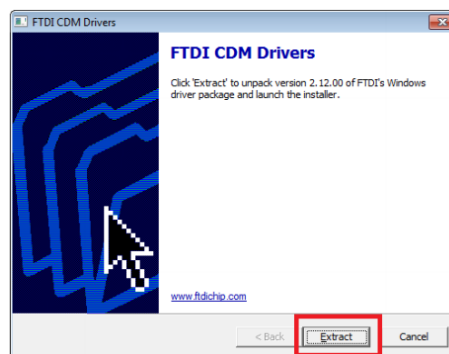 FTDI CDM Drivers
FTDI CDM Drivers
Click 'Extract' to unpack version 2.12.00 of FTDI's Windows
driver package and launch the installer.
www.ftdichip.com
< Back
Extract
Cancel